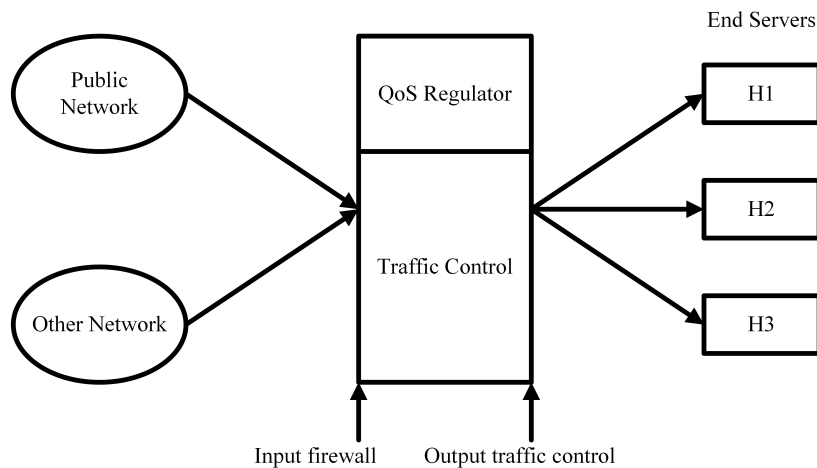 End Servers
Public
Network
QoS Regulator
H1
H2
Traffic Control
Other Network
H3
Input firewall
Output traffic control